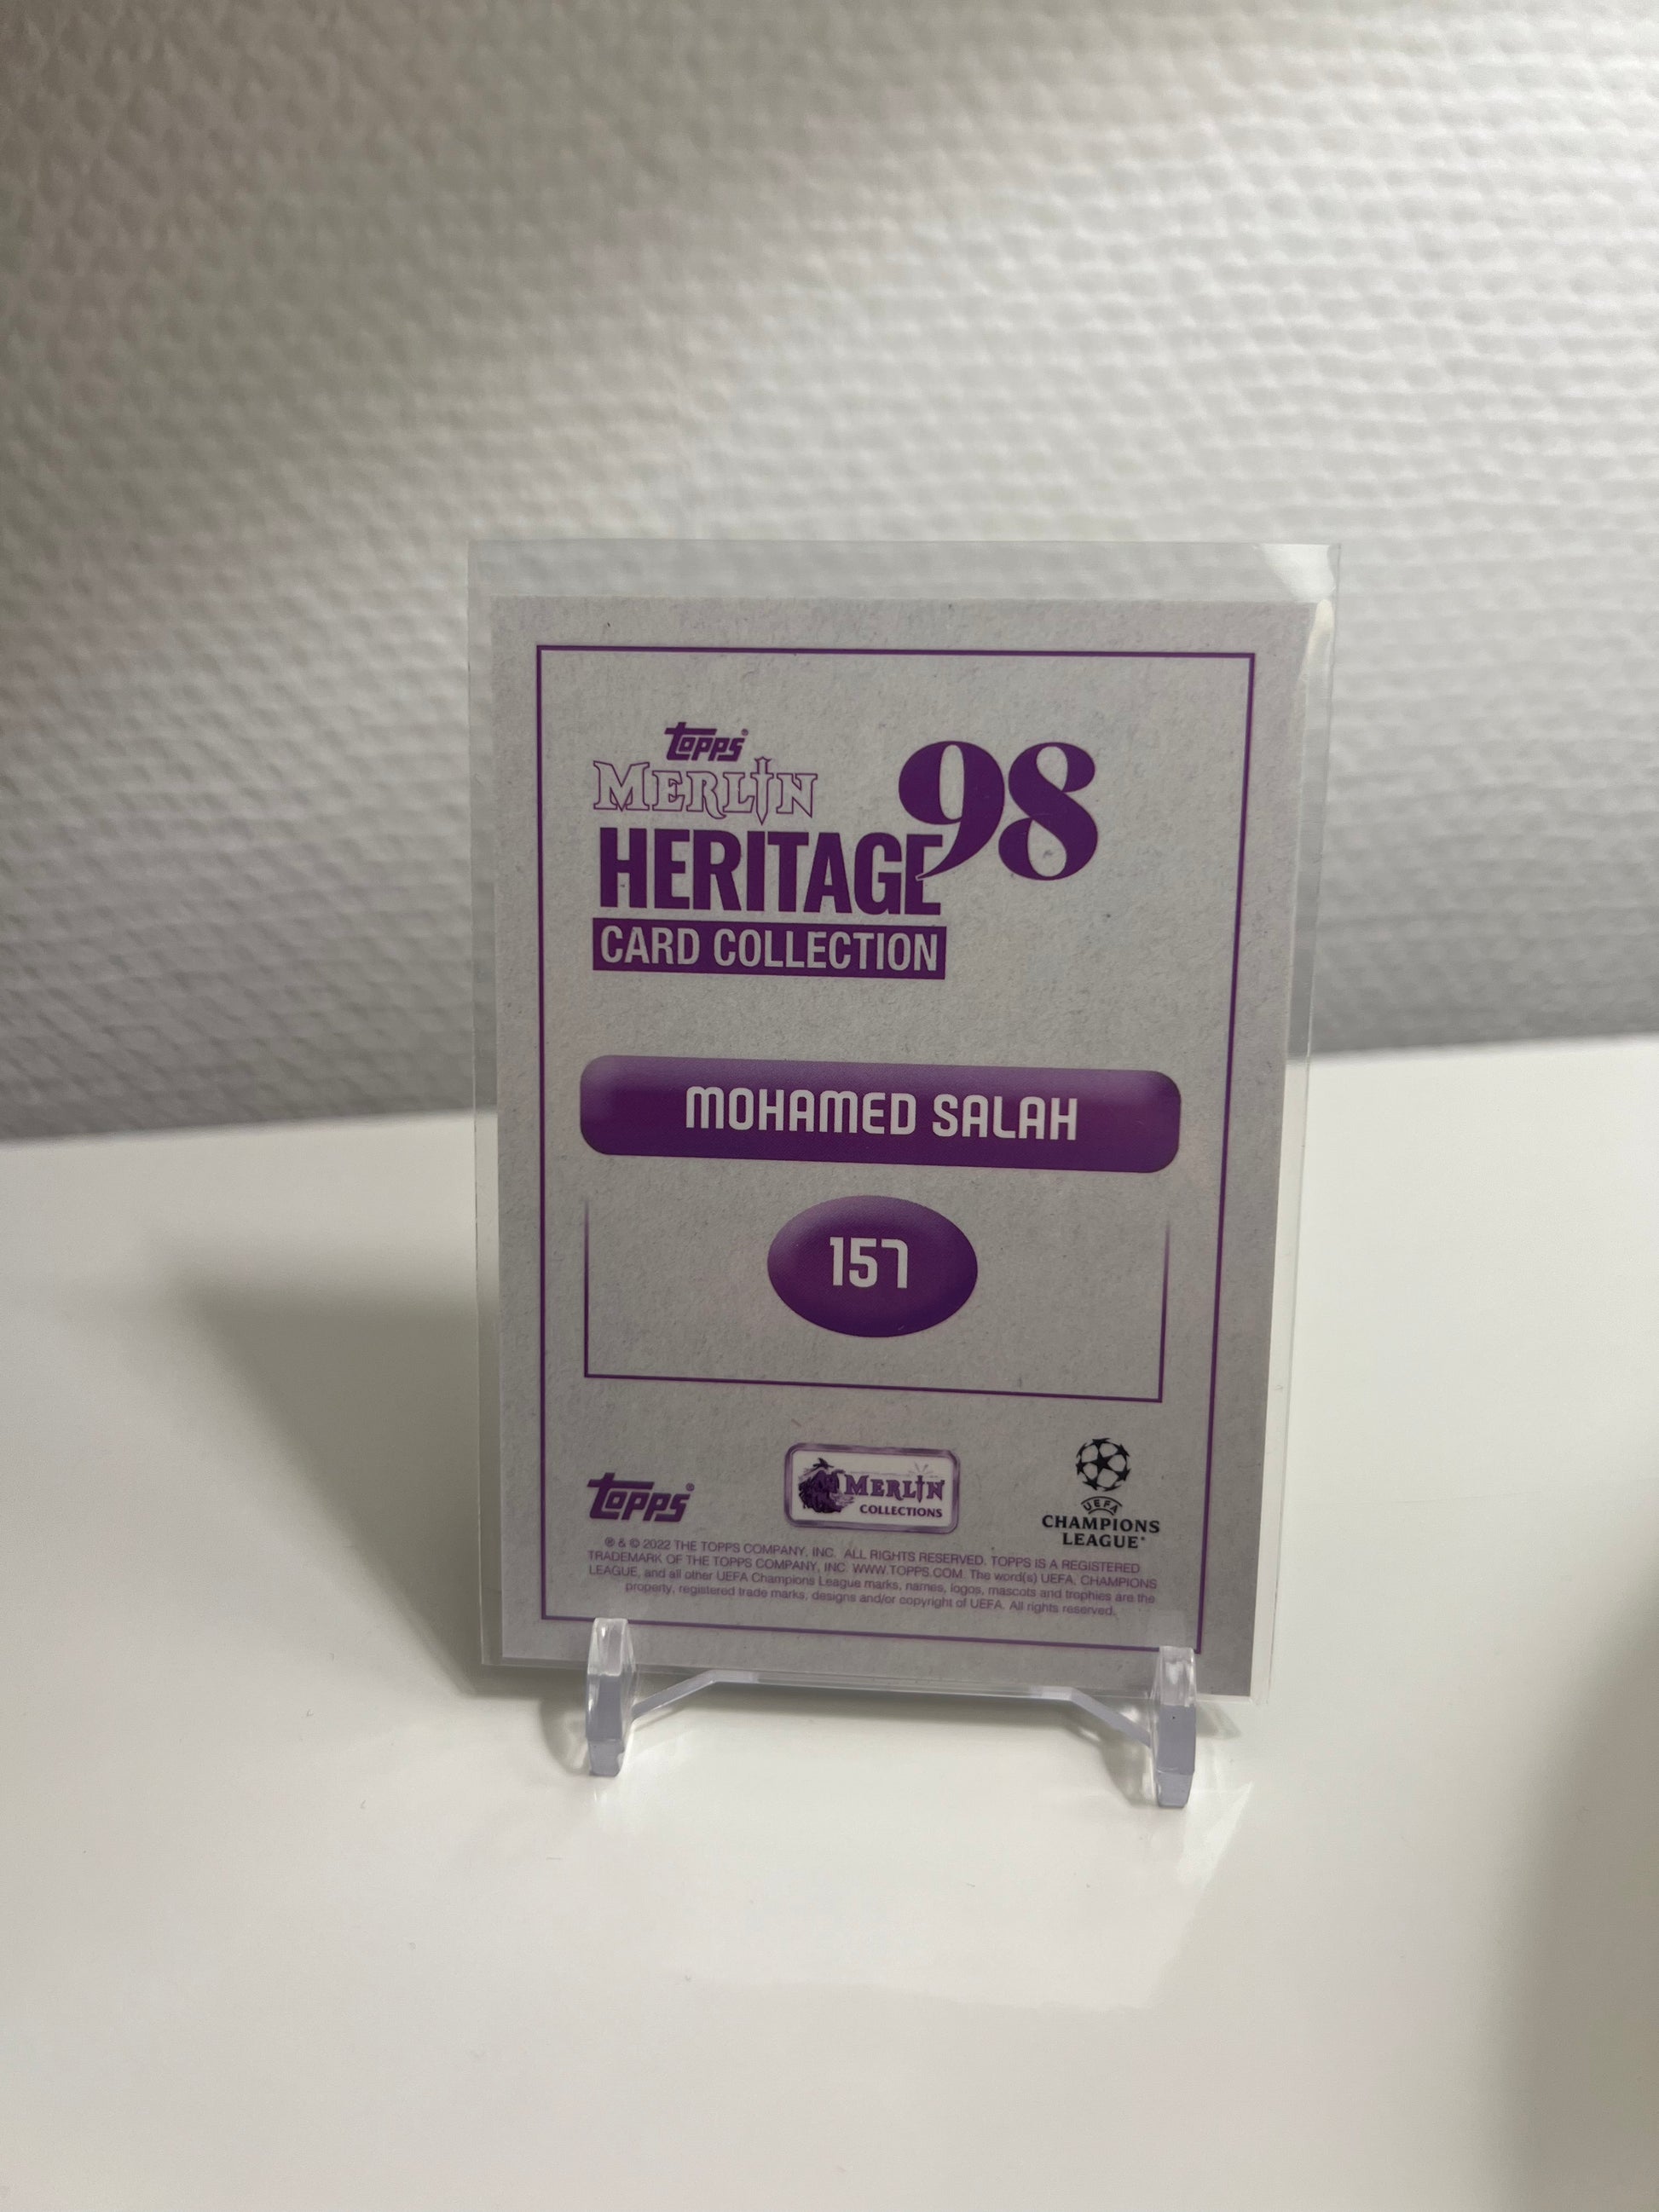 topps
MERLIN
HERITAGE 98
CARD COLLECTION
MOHAMED SALAH
157
topps
MERLIN
COLLECTIONS
UEFA
CHAMPIONS
LEAGUE®
® & © 2022 THE TOPPS COMPANY, INC. ALL RIGHTS RESERVED. TOPPS IS A REGISTERED
TRADEMARK OF THE TOPPS COMPANY, INC. WWW.TOPPS.COM. The word(s) UEFA, CHAMPIONS
LEAGUE, and all other UEFA Champions League marks, names, logos, mascots and trophies are the
property, registered trade marks, designs and/or copyright of UEFA. All rights reserved.